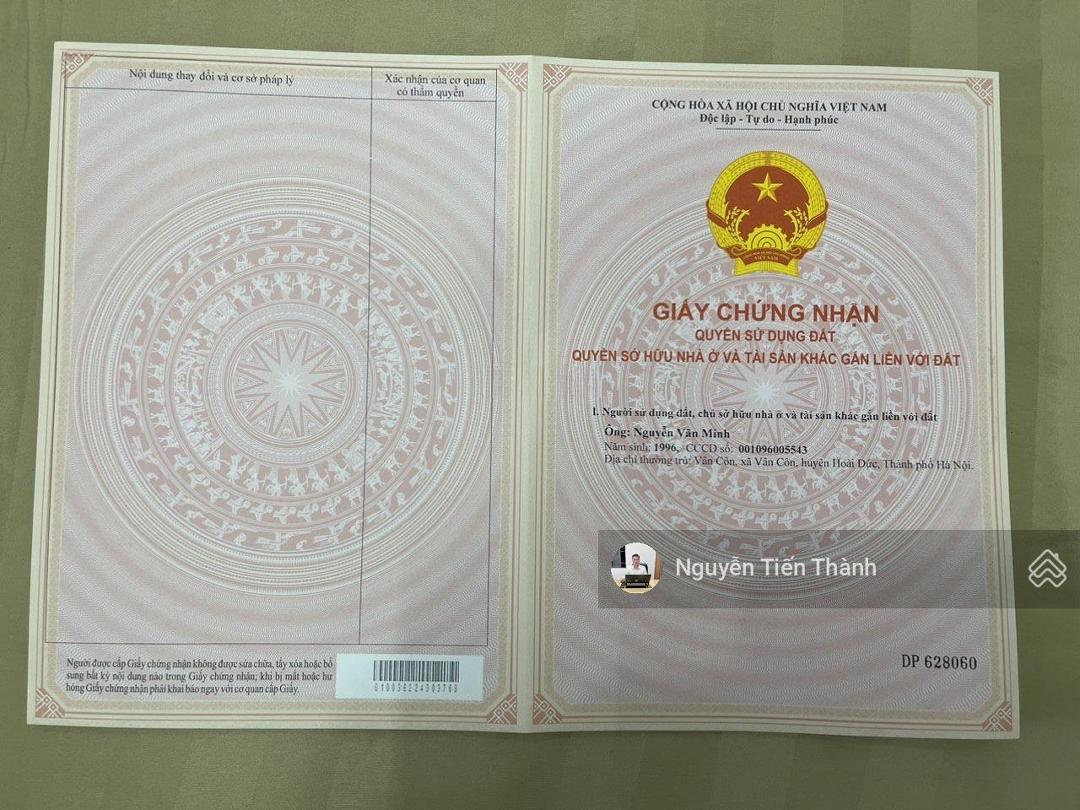 Nội dung thay đổi và cơ sở pháp lý
Xác nhận của cơ quan
có thẩm quyền
Người được cấp Giấy chứng nhận không được sửa chữa, tẩy xóa hoặc bổ
sung bất kỳ nội dung nào trong Giấy chứng nhận; khi bị mất hoặc hư
hỏng Giấy chứng nhận phải khai báo ngay với cơ quan cấp Giấy.
010036224003768
CỘNG HÒA XÃ HỘI CHỦ NGHĨA VIỆT NAM
Độc lập - Tự do - Hạnh phúc
VIỆT NAM
GIẤY CHỨNG NHẬN
QUYỀN SỬ DỤNG ĐẤT
QUYỀN SỞ HỮU NHÀ Ở VÀ TÀI SẢN KHÁC GẮN LIỀN VỚI ĐẤT
I. Người sử dụng đất, chủ sở hữu nhà ở và tài sản khác gắn liền với đất
Ông: Nguyễn Văn Minh
Năm sinh: 1996, CCCD số: 001096005543
Địa chỉ thường trú: Vân Côn, xã Vân Côn, huyện Hoài Đức, Thành phố Hà Nội.
Nguyễn Tiến Thành
DP 628060